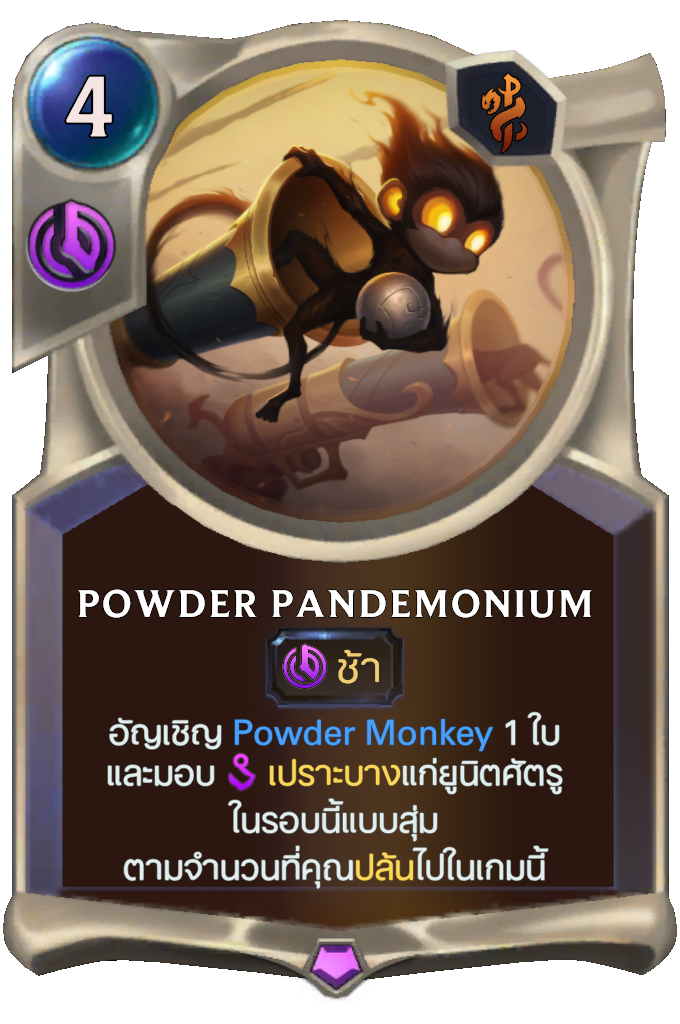 4
POWDER PANDEMONIUM
ช้า
อัญเชิญ Powder Monkey 1 ใบ
และมอบ เปราะบางแก่ยูนิตศัตรู
ในรอบนี้แบบสุ่ม
ตามจำนวนที่คุณปล้นไปในเกมนี้